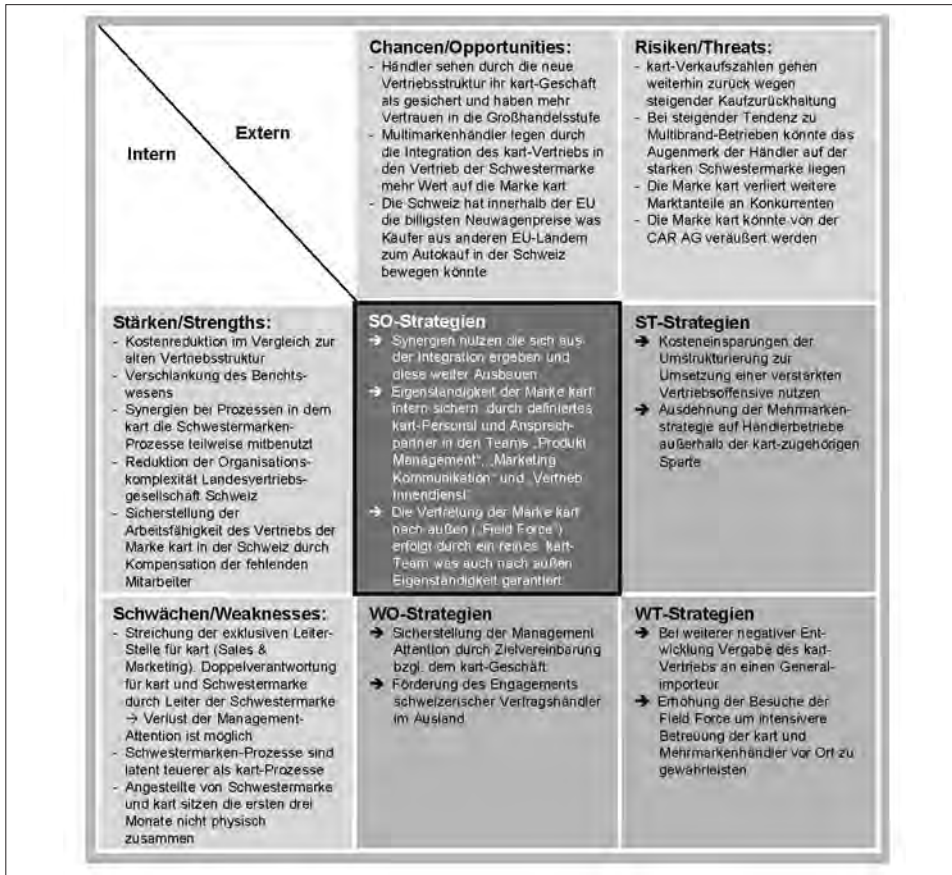 Intern
Extern
Chancen/Opportunities:
- Händler sehen durch die neue
Vertriebsstruktur ihr kart-Geschäft
als gesichert und haben mehr
Vertrauen in die Großhandelsstufe
- Multimarkenhändler legen durch
die Integration des kart-Vertriebs in
den Vertrieb der Schwestermarke
mehr Wert auf die Marke kart
- Die Schweiz hat innerhalb der EU
die billigsten Neuwagenpreise was
Käufer aus anderen EU-Ländern
zum Autokauf in der Schweiz
bewegen könnte
Risiken/Threats:
- kart-Verkaufszahlen gehen
weiterhin zurück wegen
steigender Kaufzurückhaltung
- Bei steigender Tendenz zu
Multibrand-Betrieben könnte das
Augenmerk der Händler auf der
starken Schwestermarke liegen
- Die Marke kart verliert weitere
Marktanteile an Konkurrenten
- Die Marke kart könnte von der
CAR AG veräußert werden
Stärken/Strengths:
- Kostenreduktion im Vergleich zur
alten Vertriebsstruktur
- Verschlankung des Berichts-
wesens
- Synergien bei Prozessen in dem
kart die Schwestermarken-
Prozesse teilweise mitbenutzt
- Reduktion der Organisations-
komplexität Landesvertriebs-
gesellschaft Schweiz
- Sicherstellung der
Arbeitsfähigkeit des Vertriebs der
Marke kart in der Schweiz durch
Kompensation der fehlenden
Mitarbeiter
SO-Strategien
→ Synergien nutzen die sich aus
der Integration ergeben und
diese weiter Ausbauen
→ Eigenständigkeit der Marke kart
intern sichern durch definiertes
kart-Personal und Ansprech-
partner in den Teams „Produkt
Management“, „Marketing
Kommunikation“ und „Vertrieb
Innendienst“
→ Die Vertretung der Marke kart
nach außen („Field Force“)
erfolgt durch ein reines kart-
Team was auch nach außen
Eigenständigkeit garantiert
ST-Strategien
→ Kosteneinsparungen der
Umstrukturierung zur
Umsetzung einer verstärkten
Vertriebsoffensive nutzen
→ Ausdehnung der Mehrmarken-
strategie auf Händlerbetriebe
außerhalb der kart-zugehörigen
Sparte
Schwächen/Weaknesses:
- Streichung der exklusiven Leiter-
Stelle für kart (Sales &
Marketing). Doppelverantwortung
für kart und Schwestermarke
durch Leiter der Schwestermarke
→ Verlust der Management-
Attention ist möglich
- Schwestermarken-Prozesse sind
latent teuerer als kart-Prozesse
- Angestellte von Schwestermarke
und kart sitzen die ersten drei
Monate nicht physisch
zusammen
WO-Strategien
→ Sicherstellung der Management
Attention durch Zielvereinbarung
bzgl. dem kart-Geschäft
→ Förderung des Engagements
schweizerischer Vertragshändler
im Ausland
WT-Strategien
→ Bei weiterer negativer Ent-
wicklung Vergabe des kart-
Vertriebs an einen General-
importeur
→ Erhöhung der Besuche der
Field Force um intensivere
Betreuung der kart und
Mehrmarkenhändler vor Ort zu
gewährleisten